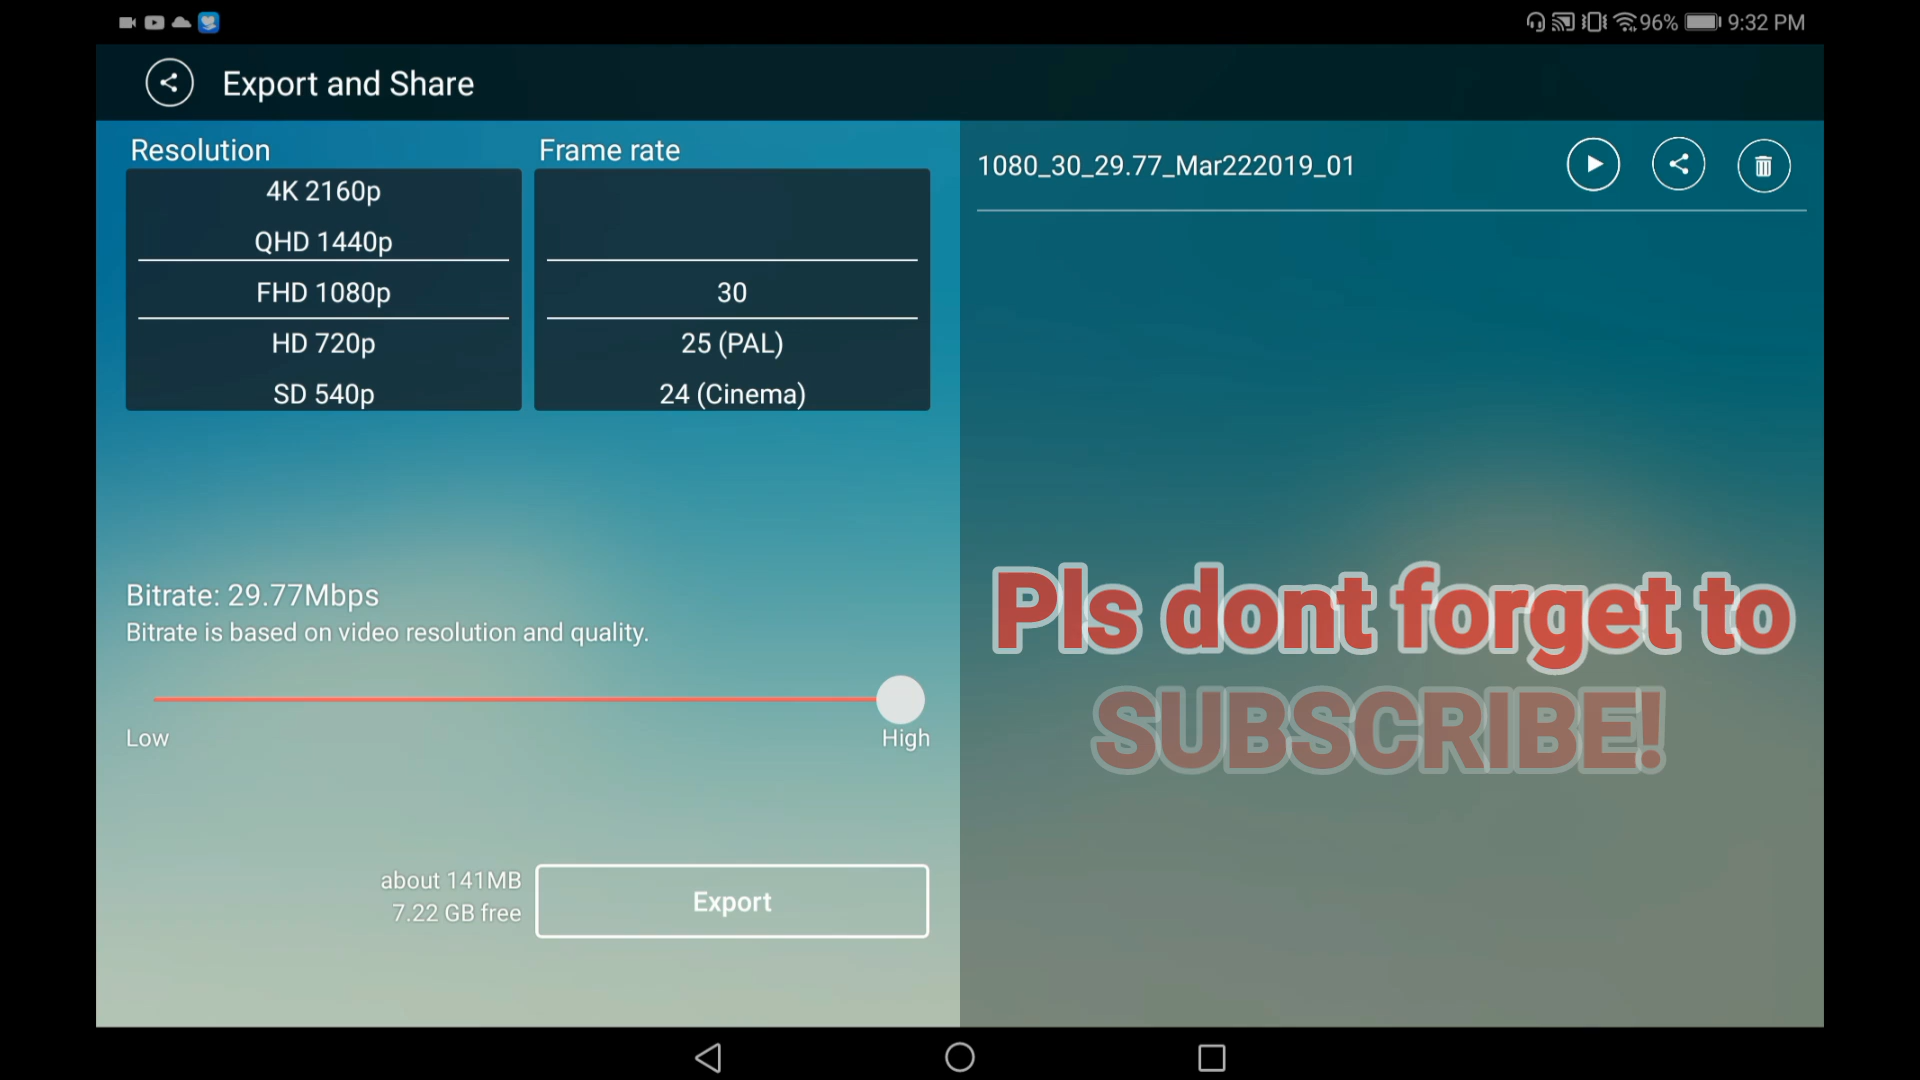 96% 9:32 PM
Export and Share
Resolution
4K 2160p
QHD 1440p
FHD 1080p
HD 720p
SD 540p
Frame rate
30
25 (PAL)
24 (Cinema)
Bitrate: 29.77Mbps
Bitrate is based on video resolution and quality.
Low
High
about 141MB
7.22 GB free
Export
1080_30_29.77_Mar222019_01
Pls dont forget to
SUBSCRIBE!